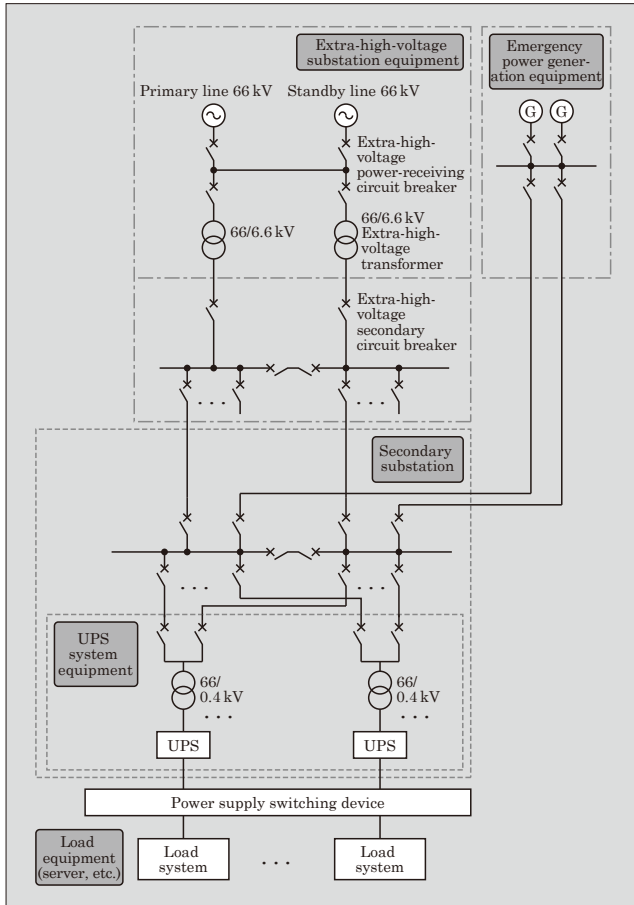 Extra-high-voltage
substation equipment
Emergency
power gener-
ation equipment
Primary line 66 kV
Standby line 66 kV
G
G
Extra-high-
voltage
power-receiving
circuit breaker
66/6.6 kV
66/6.6 kV
Extra-high-
voltage
transformer
Extra-high-
voltage
secondary
circuit breaker
Secondary
substation
UPS
system
equipment
66/
0.4 kV
66/
0.4 kV
UPS
UPS
Power supply switching device
Load
equipment
(server, etc.)
Load
system
Load
system